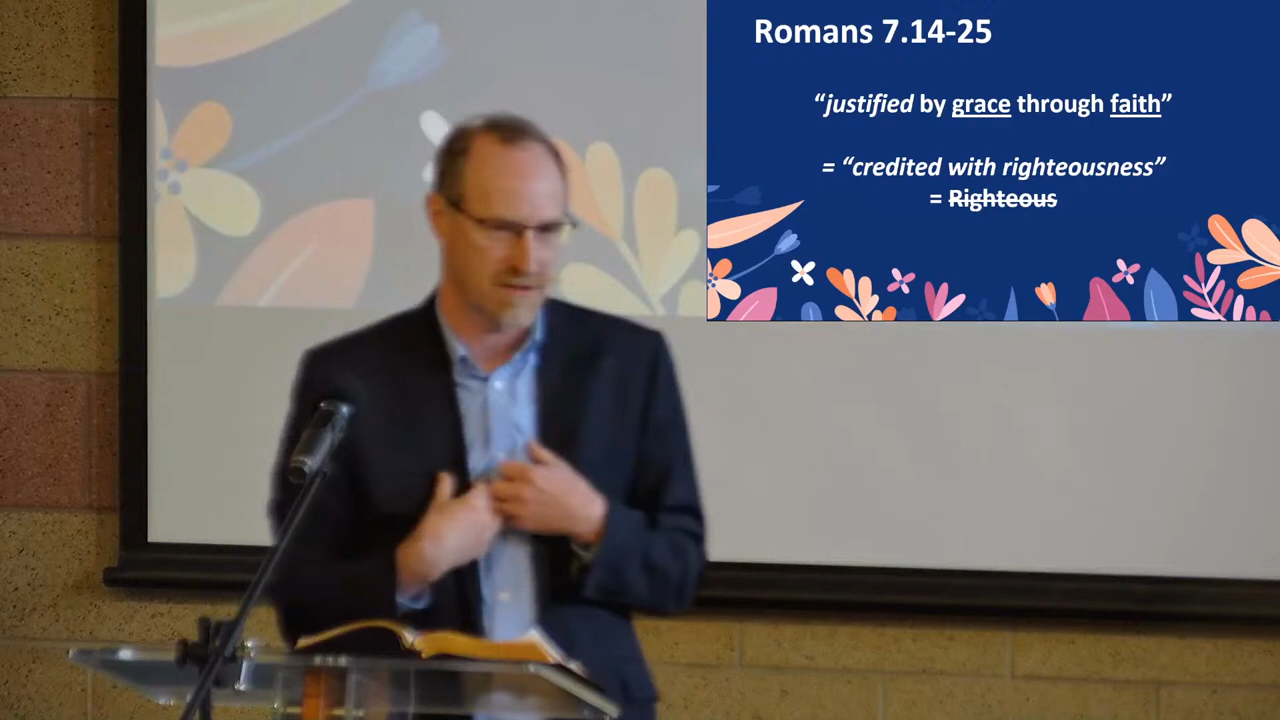 Romans 7.14-25
“justified by grace through faith”
= “credited with righteousness”
= Righteous